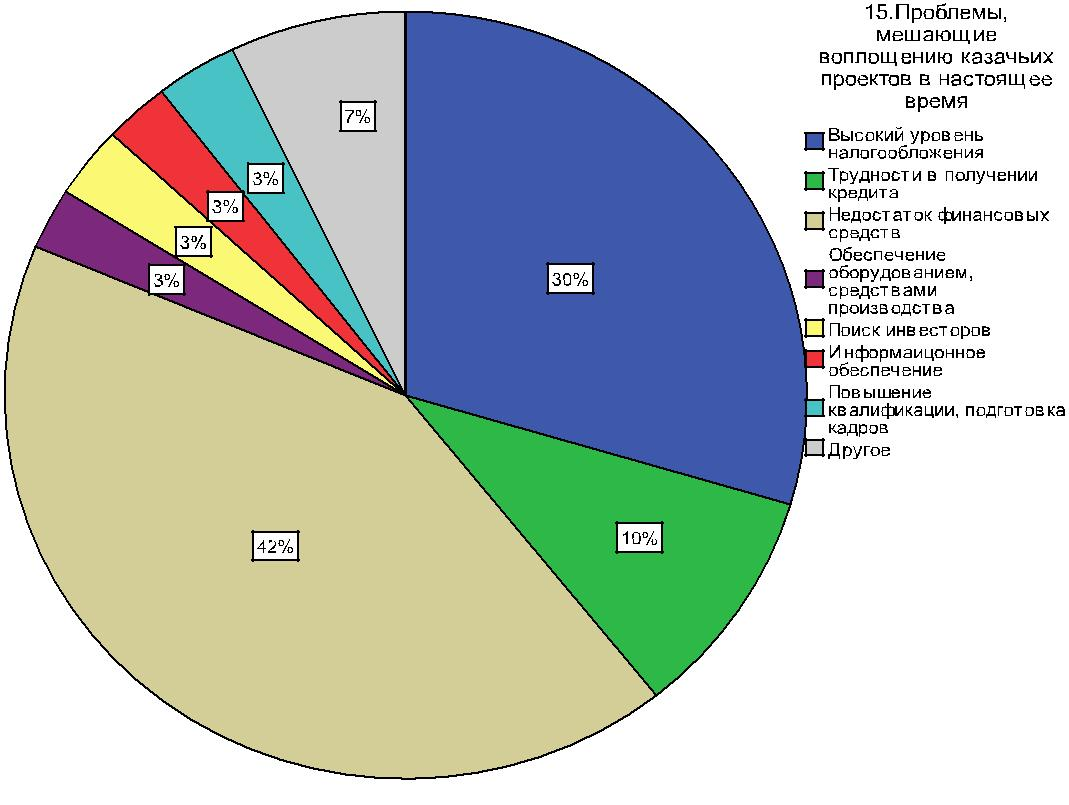 15.Проблемы,
мешающие
воплощению казачьих
проектов в настоящее
время
Высокий уровень
налогообложения
Трудности в получении
кредита
Недостаток финансовых
средств
Обеспечение
оборудованием,
средствами
производства
Поиск инвесторов
Информаицонное
обеспечение
Повышение
квалификации, подготовка
кадров
Другое
7%
3%
3%
3%
3%
30%
10%
42%